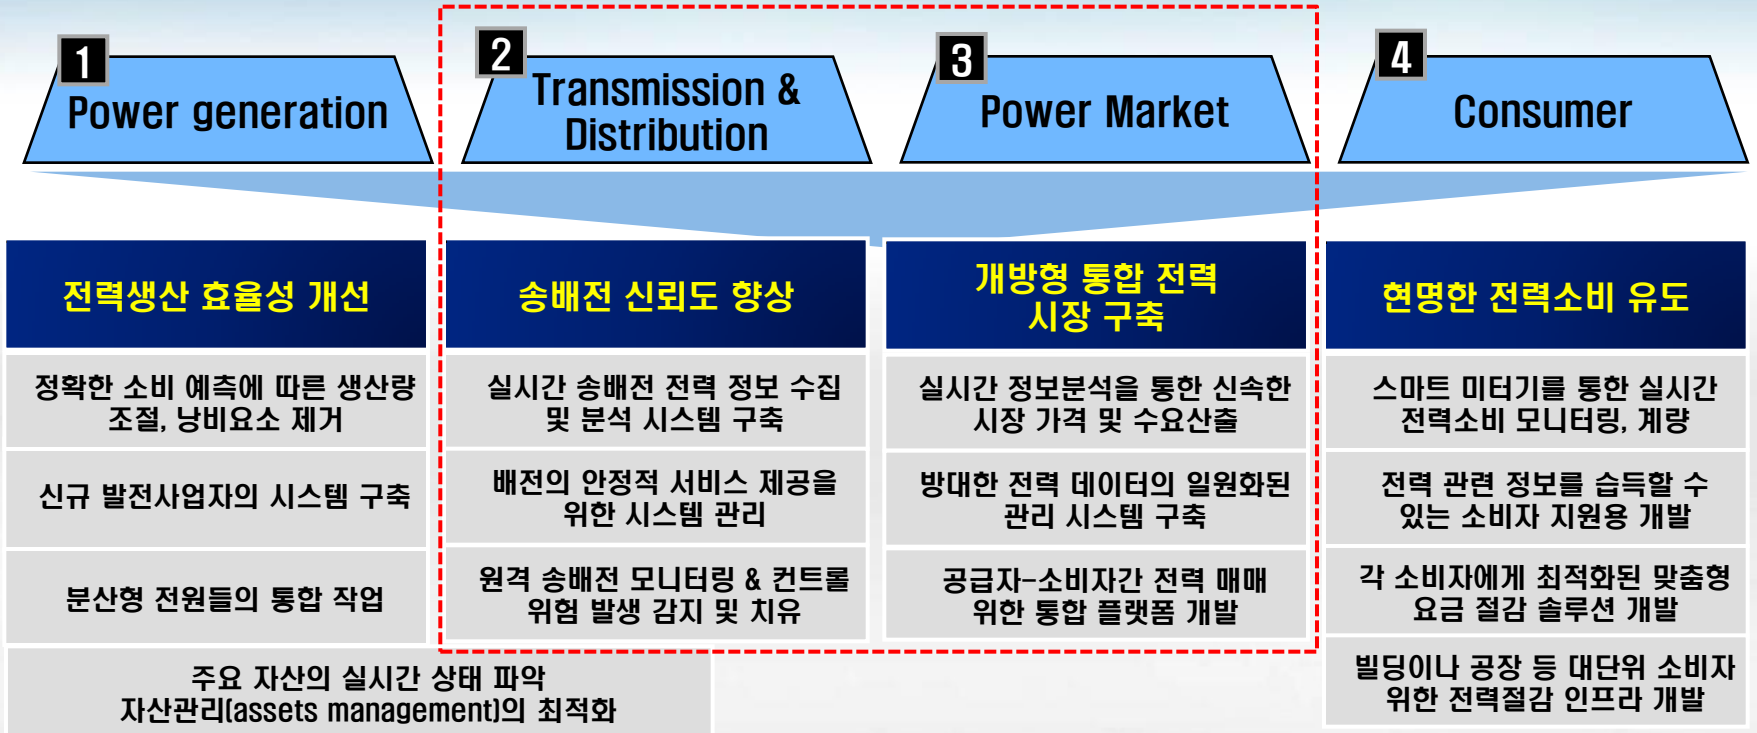 1
Power generation
2
Transmission &
Distribution
3
Power Market
4
Consumer
전력생산 효율성 개선
송배전 신뢰도 향상
개방형 통합 전력
시장 구축
현명한 전력소비 유도
정확한 소비 예측에 따른 생산량
조절, 낭비요소 제거
신규 발전사업자의 시스템 구축
분산형 전원들의 통합 작업
실시간 송배전 전력 정보 수집
및 분석 시스템 구축
배전의 안정적 서비스 제공을
위한 시스템 관리
원격 송배전 모니터링 & 컨트롤
위험 발생 감지 및 치유
주요 자산의 실시간 상태 파악
자산관리(assets management)의 최적화
실시간 정보분석을 통한 신속한
시장 가격 및 수요산출
방대한 전력 데이터의 일원화된
관리 시스템 구축
공급자-소비자간 전력 매매
위한 통합 플랫폼 개발
스마트 미터기를 통한 실시간
전력소비 모니터링, 계량
전력 관련 정보를 습득할 수
있는 소비자 지원용 개발
각 소비자에게 최적화된 맞춤형
요금 절감 솔루션 개발
빌딩이나 공장 등 대단위 소비자
위한 전력절감 인프라 개발